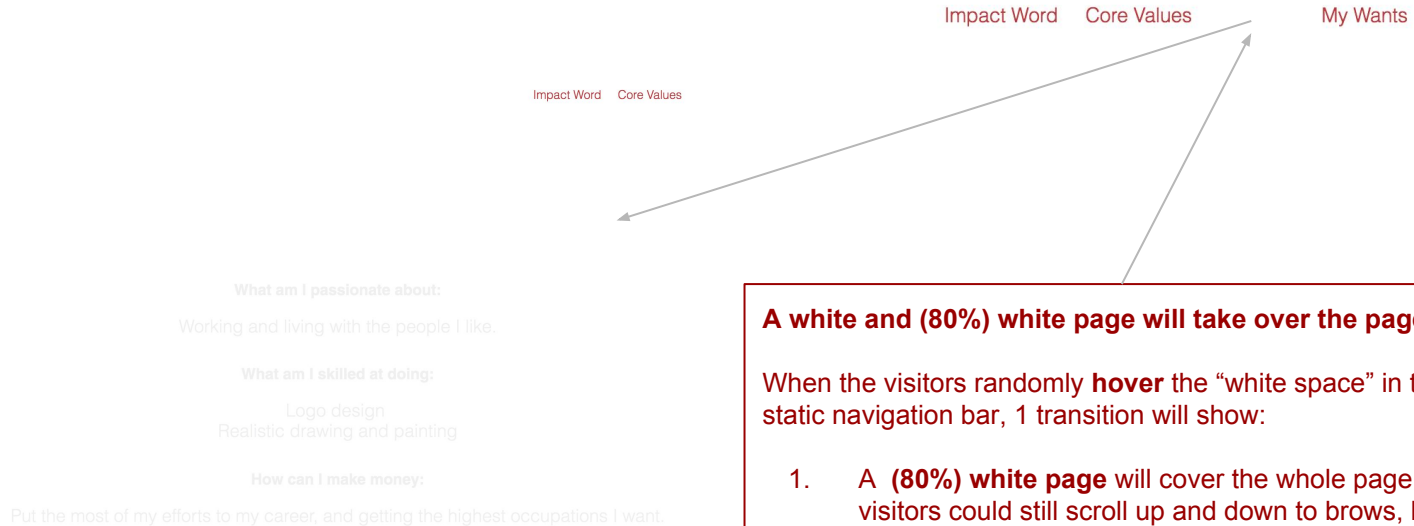 Impact Word Core Values My Wants
Impact Word Core Values
What am I passionate about:
Working and living with the people I like.
What am I skilled at doing:
Logo design
Realistic drawing and painting
How can I make money:
Put the most of my efforts to my career, and getting the highest occupations I want.
A white and (80%) white page will take over the page
When the visitors randomly hover the “white space” in
static navigation bar, 1 transition will show:
1. A (80%) white page will cover the whole page
visitors could still scroll up and down to brows,